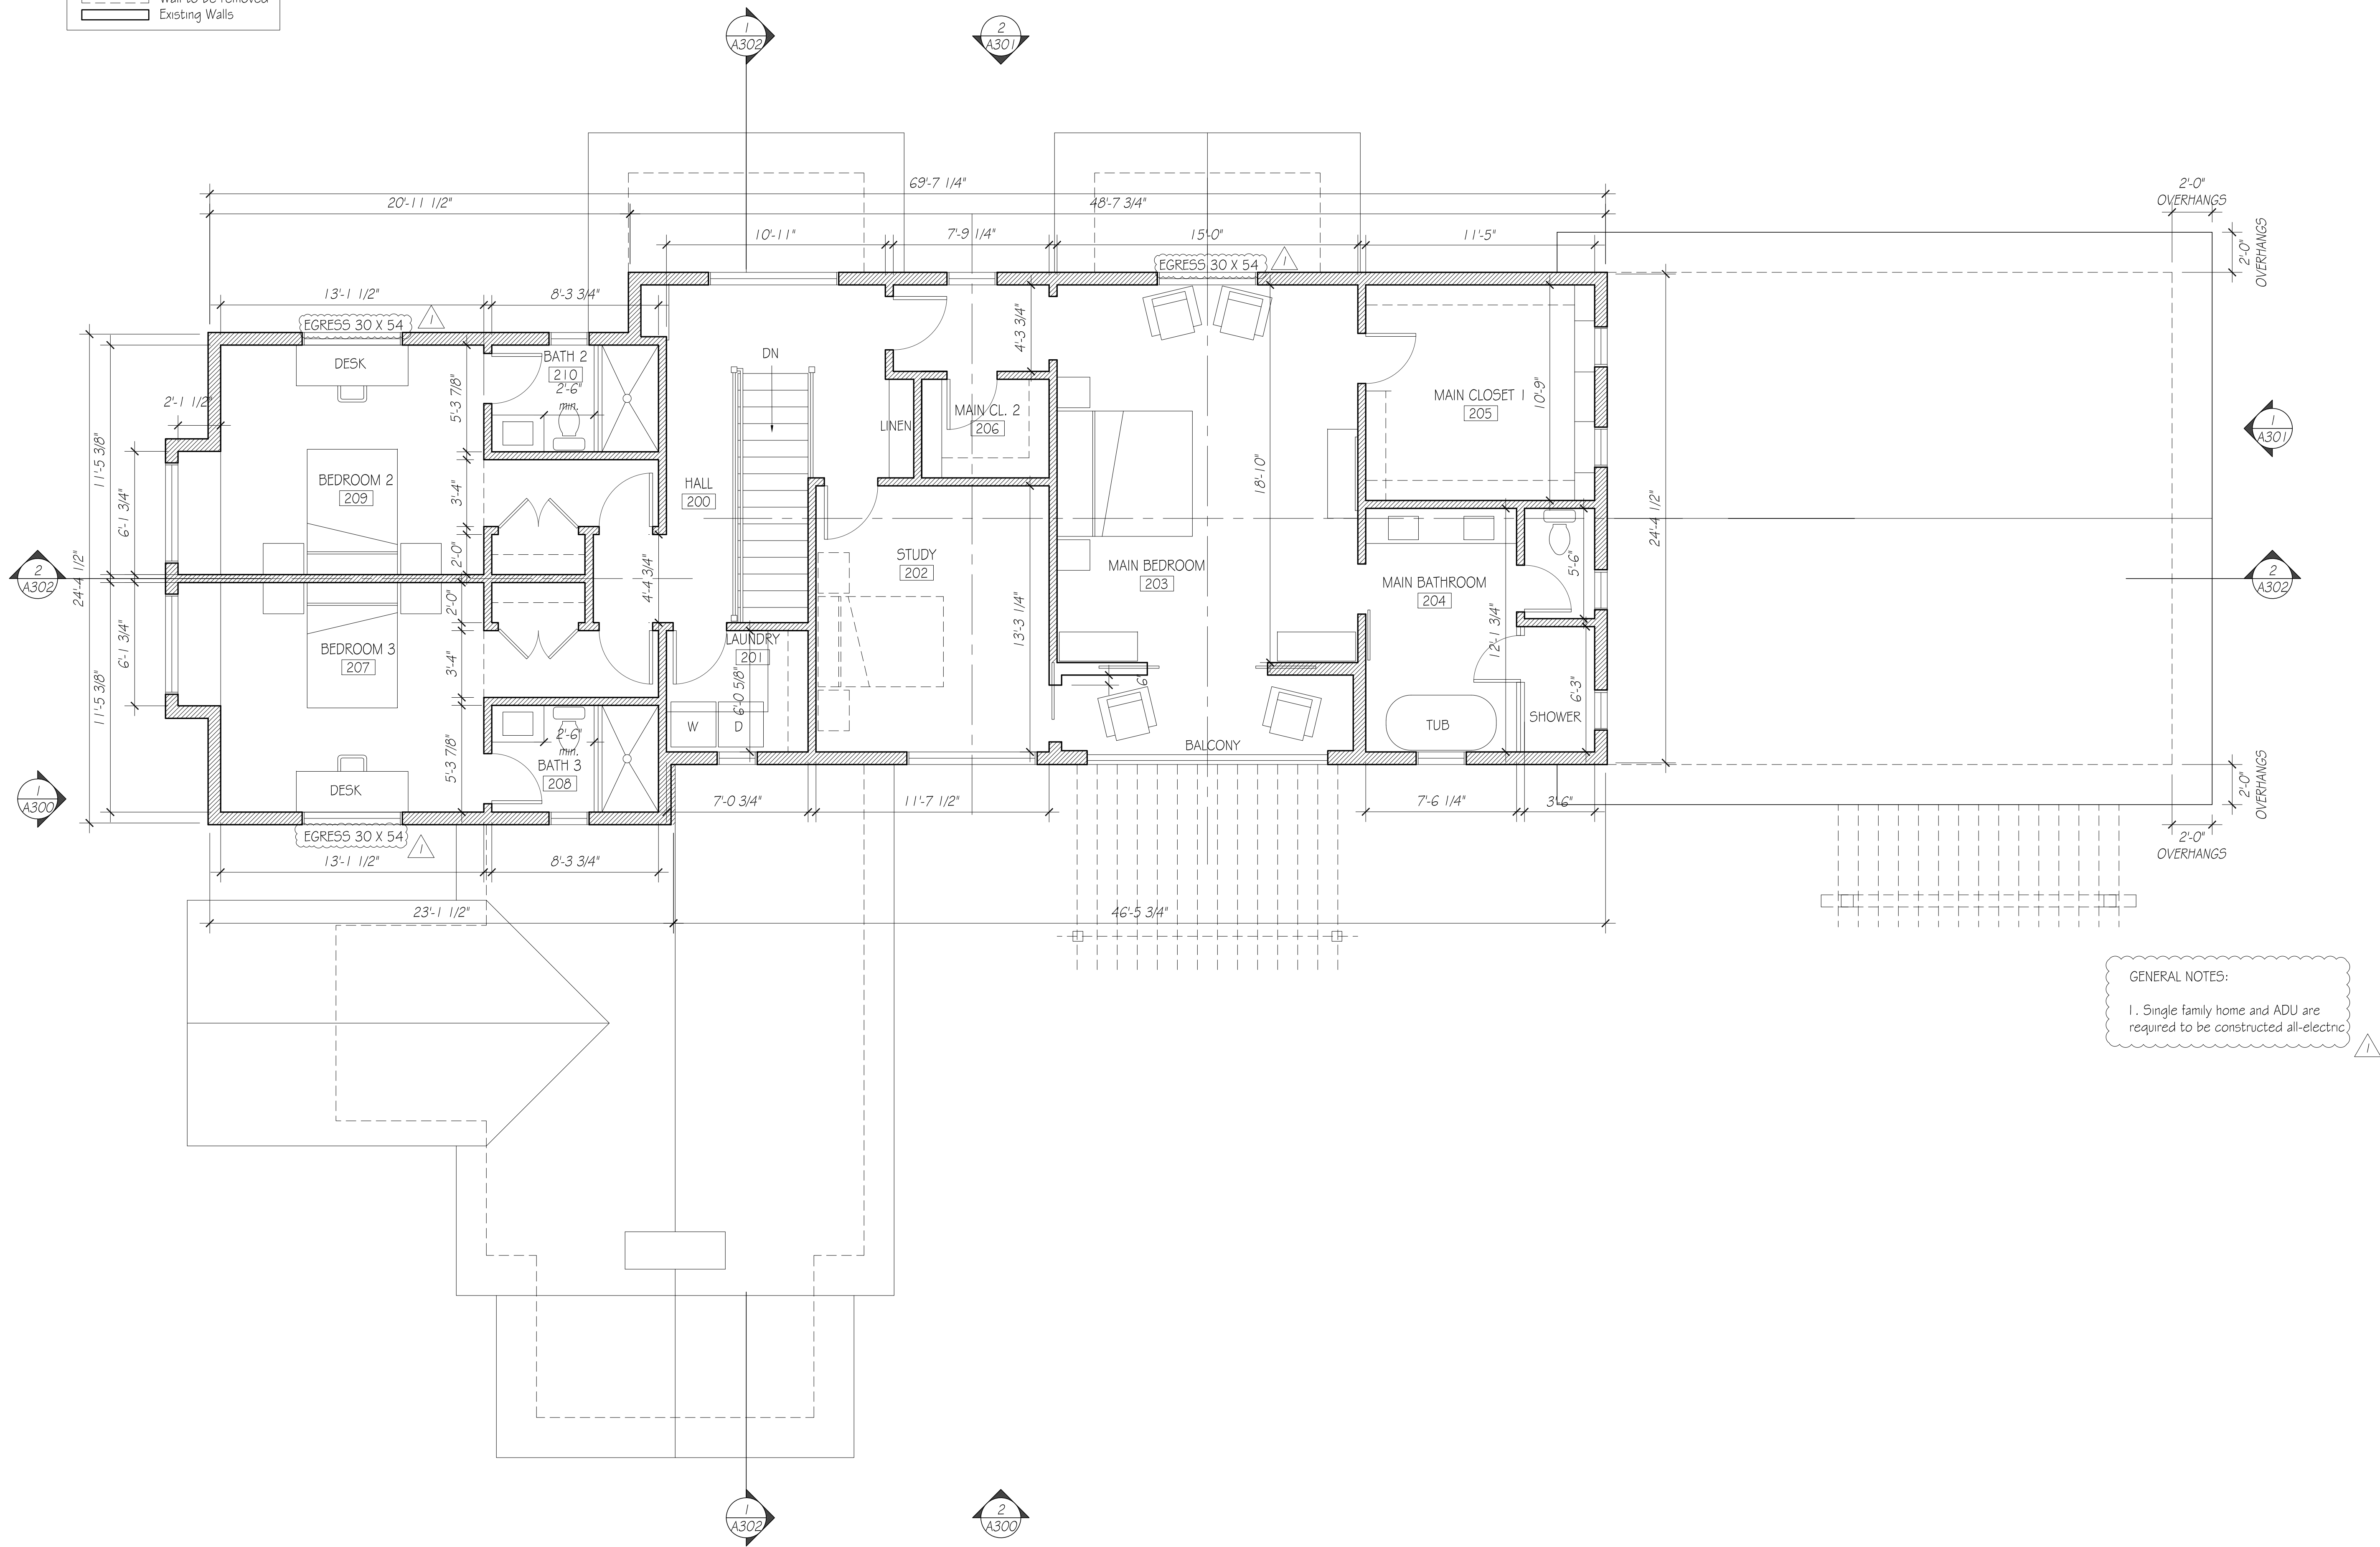 Wall to be removed
Existing Walls
1
A302
2
A301
69'-7 1/4"
2'-0"
OVERHANGS
20'-11 1/2"
48'-7 3/4"
10'-11"
7'-9 1/4"
15'-0"
11'-5"
2'-0"
OVERHANGS
EGRESS 30 X 54
1
13'-1 1/2"
8'-3 3/4"
EGRESS 30 X 54
1
4'-3 3/4"
DESK
BATH 2
210
2'-6"
min.
DN
5'-3 7/8"
2'-1 1/2"
LINEN
MAIN CL. 2
206
MAIN CLOSET 1
205
10'-9"
1
A301
11'-5 3/8"
6'-1 3/4"
BEDROOM 2
209
3'-4"
HALL
200
18'-10"
24'-4 1/2"
2'-0"
STUDY
202
MAIN BEDROOM
203
MAIN BATHROOM
204
5'-6"
2
A302
24'-4 1/2"
4'-4 3/4"
2
A302
2'-0"
6'-1 3/4"
BEDROOM 3
207
3'-4"
LAUNDRY
201
13'-3 1/4"
12'-1 3/4"
11'-5 3/8"
6'-0 5/8"
6"
6'-3"
W
D
TUB
SHOWER
2'-6"
min.
BATH 3
208
5'-3 7/8"
BALCONY
DESK
1
A300
2'-0"
OVERHANGS
7'-0 3/4"
11'-7 1/2"
7'-6 1/4"
3'-6"
EGRESS 30 X 54
1
2'-0"
OVERHANGS
13'-1 1/2"
8'-3 3/4"
23'-1 1/2"
46'-5 3/4"
GENERAL NOTES:
1. Single family home and ADU are
required to be constructed all-electric
1
1
A302
2
A300